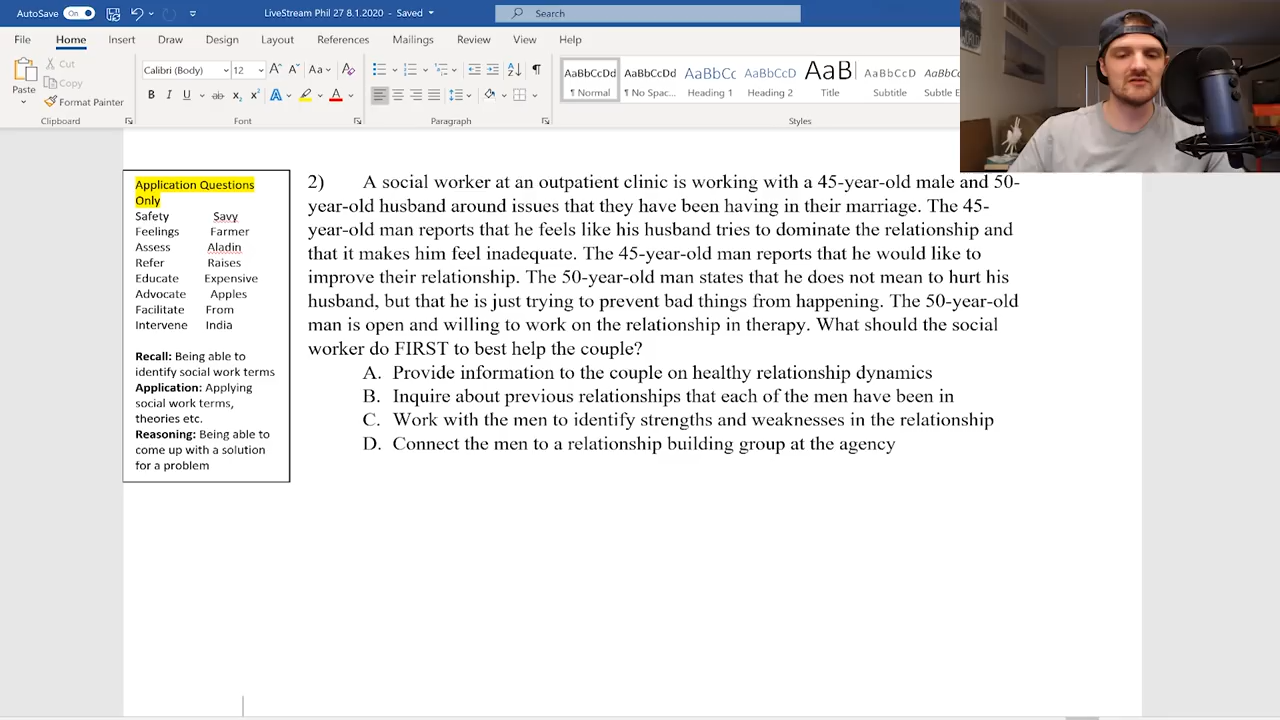 AutoSave On LiveStream Phil 27 8.1.2020 - Saved Search
File Home Insert Draw Design Layout References Mailings Review View Help
Paste
Cut
Copy
Format Painter
Calibri (Body) 12 A A Aa A
B I U ab x₂ x² A A
AaBbCcDd AaBbCcDd AaBbCc AaBbCcDd AaB AaBbCcD AaBbCcD
¶ Normal ¶ No Spac... Heading 1 Heading 2 Title Subtitle Subtle E
Clipboard Font Paragraph Styles
Application Questions
Only
Safety Savy
Feelings Farmer
Assess Aladin
Refer Raises
Educate Expensive
Advocate Apples
Facilitate From
Intervene India
Recall: Being able to
identify social work terms
Application: Applying
social work terms,
theories etc.
Reasoning: Being able to
come up with a solution
for a problem
2) A social worker at an outpatient clinic is working with a 45-year-old male and 50-
year-old husband around issues that they have been having in their marriage. The 45-
year-old man reports that he feels like his husband tries to dominate the relationship and
that it makes him feel inadequate. The 45-year-old man reports that he would like to
improve their relationship. The 50-year-old man states that he does not mean to hurt his
husband, but that he is just trying to prevent bad things from happening. The 50-year-old
man is open and willing to work on the relationship in therapy. What should the social
worker do FIRST to best help the couple?
A. Provide information to the couple on healthy relationship dynamics
B. Inquire about previous relationships that each of the men have been in
C. Work with the men to identify strengths and weaknesses in the relationship
D. Connect the men to a relationship building group at the agency